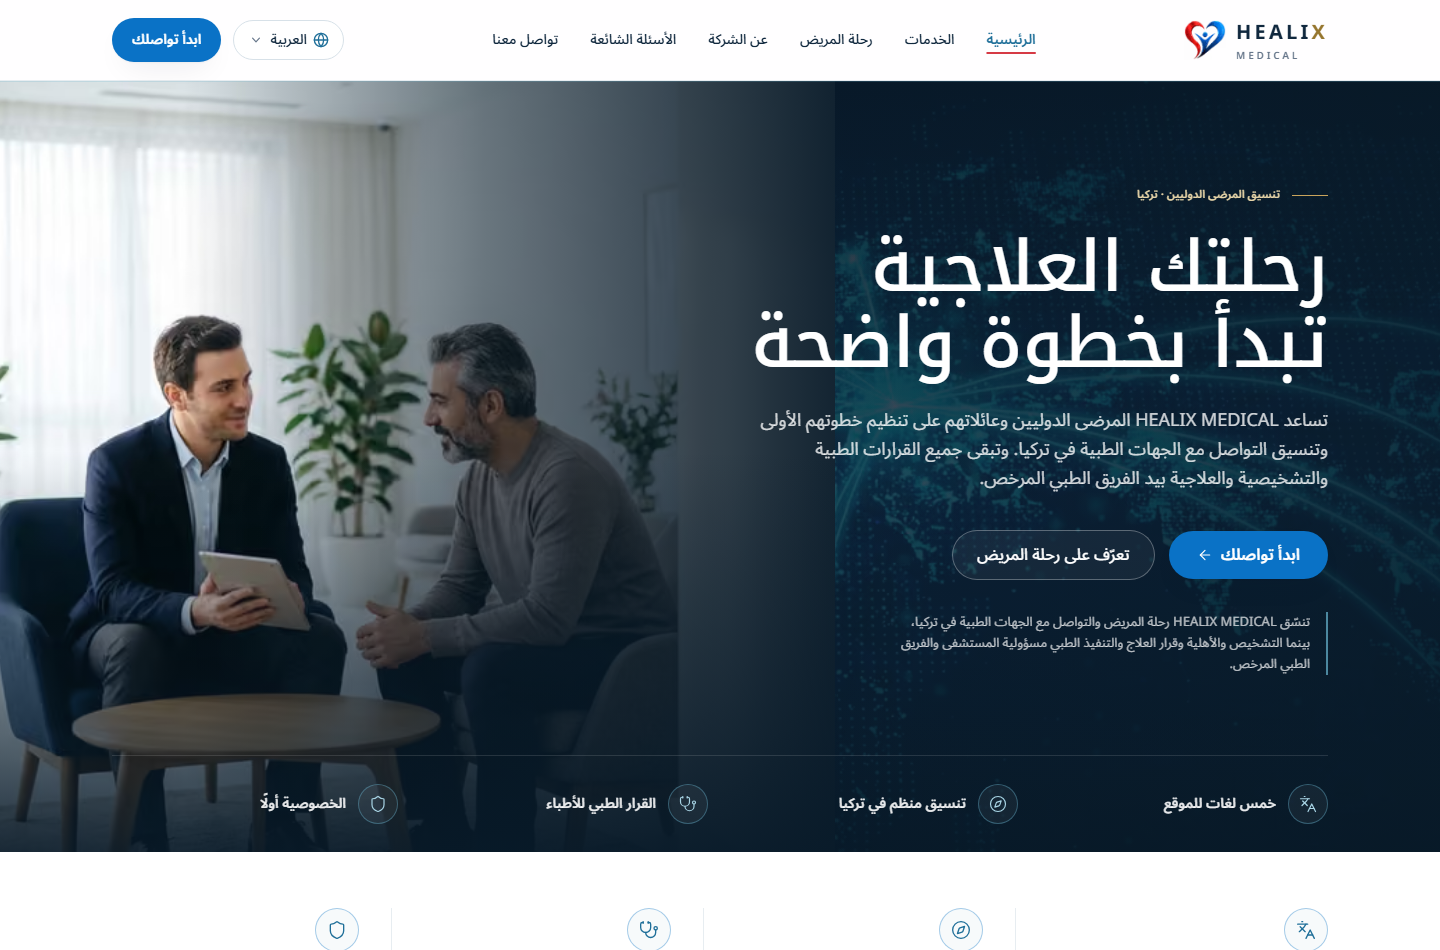 HEALIX
MEDICAL
الرئيسية
الخدمات
رحلة المريض
عن الشركة
الأسئلة الشائعة
تواصل معنا
العربية
ابدأ تواصلك
تنسيق المرضى الدوليين · تركيا
رحلتك العلاجية
تبدأ بخطوة واضحة
تساعد HEALIX MEDICAL المرضى الدوليين وعائلاتهم على تنظيم خطوتهم الأولى
وتنسيق التواصل مع الجهات الطبية في تركيا. وتبقى جميع القرارات الطبية
والتشخيصية والعلاجية بيد الفريق الطبي المرخص.
ابدأ تواصلك
تعرّف على رحلة المريض
تنسّق HEALIX MEDICAL رحلة المريض والتواصل مع الجهات الطبية في تركيا،
بينما التشخيص والأهلية وقرار العلاج والتنفيذ الطبي مسؤولية المستشفى والفريق
الطبي المرخص.
خمس لغات للموقع
تنسيق منظم في تركيا
القرار الطبي للأطباء
الخصوصية أولًا